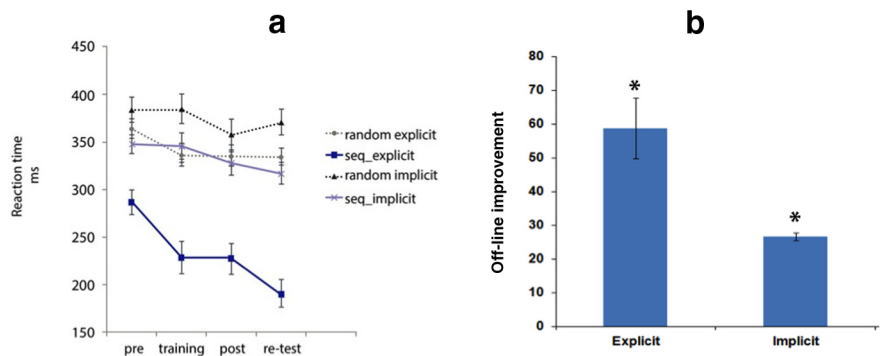 a
450
400
350
300
250
200
150
Reaction time
ms
pre training post re-test
random explicit
seq_explicit
random implicit
seq_implicit
b
80
70
60
50
40
30
20
10
0
Off-line improvement
*
*
Explicit Implicit